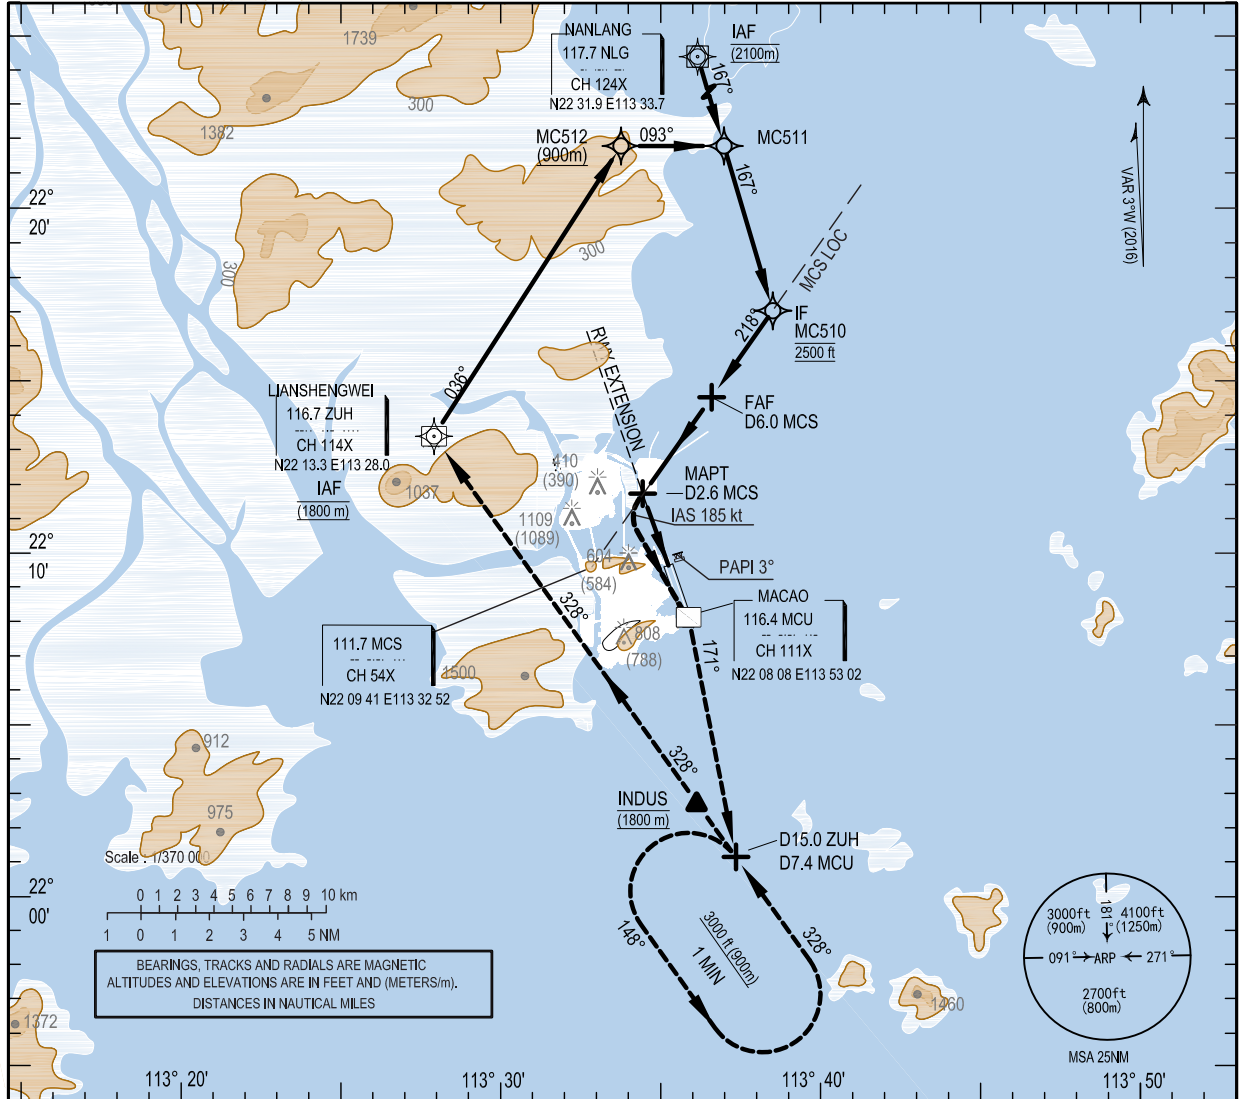 1739
1382
300
300
300
NANLANG
117.7 NLG
CH 124X
N22 31.9 E113 33.7
IAF
(2100m)
167°
MC512
(900m)
093°
MC511
167°
22°
20'
MCS LOC
VAR 3°W (2016)
IF
MC510
2500 ft
218°
RWY EXTENSION
036°
LIANSHENGWEI
116.7 ZUH
CH 114X
N22 13.3 E113 28.0
IAF
(1800 m)
1037
FAF
D6.0 MCS
410
(390)
MAPT
D2.6 MCS
IAS 185 kt
1109
(1089)
604
(584)
22°
10'
PAPI 3°
328°
MACAO
116.4 MCU
CH 111X
N22 08 08 E113 53 02
111.7 MCS
CH 54X
N22 09 41 E113 32 52
808
(788)
171°
1500
912
975
328°
INDUS
(1800 m)
D15.0 ZUH
D7.4 MCU
Scale : 1/370 000
22°
00'
0 1 2 3 4 5 6 7 8 9 10 km
1 0 1 2 3 4 5 NM
BEARINGS, TRACKS AND RADIALS ARE MAGNETIC
ALTITUDES AND ELEVATIONS ARE IN FEET AND (METERS/m).
DISTANCES IN NAUTICAL MILES
148°
3000 ft (900m)
1 MIN
328°
1372
1460
3000ft
(900m)
181°
4100ft
(1250m)
091° ARP 271°
2700ft
(800m)
MSA 25NM
113° 20'
113° 30'
113° 40'
113° 50'